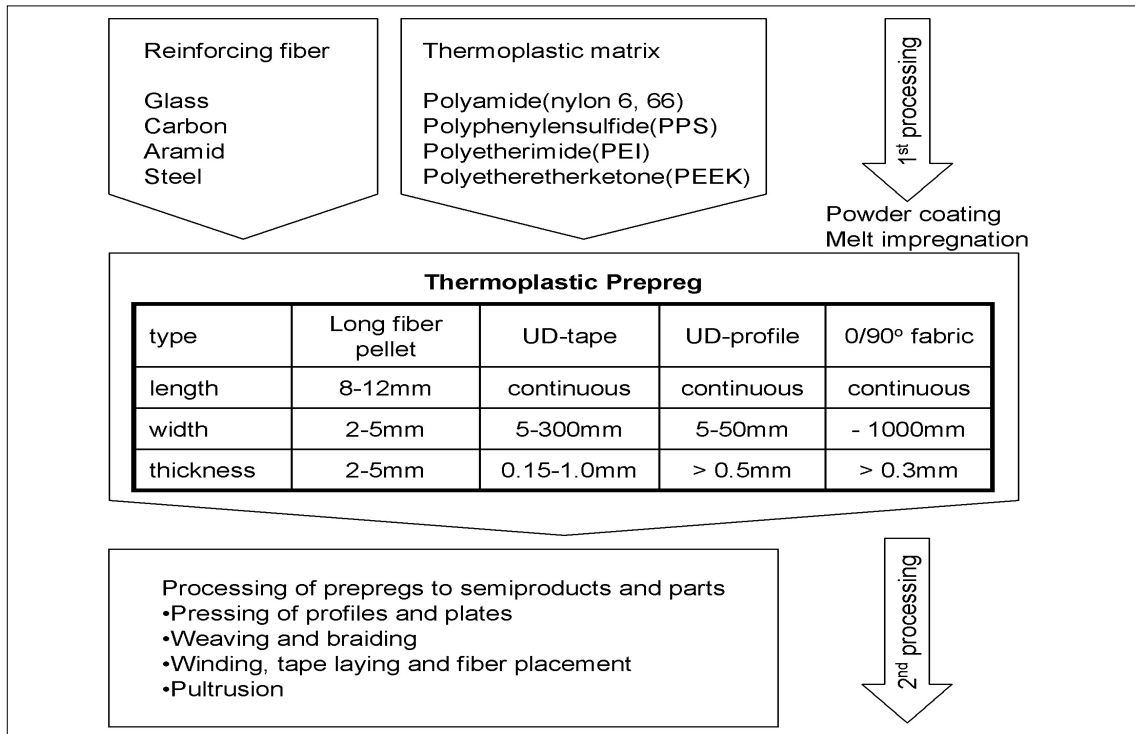 Reinforcing fiber
Glass
Carbon
Aramid
Steel
Thermoplastic matrix
Polyamide(nylon 6, 66)
Polyphenylensulfide(PPS)
Polyetherimide(PEI)
Polyetheretherketone(PEEK)
1st processing
Powder coating
Melt impregnation
Thermoplastic Prepreg
type Long fiber pellet UD-tape UD-profile 0/90° fabric
length 8-12mm continuous continuous continuous
width 2-5mm 5-300mm 5-50mm - 1000mm
thickness 2-5mm 0.15-1.0mm > 0.5mm > 0.3mm
Processing of prepregs to semiproducts and parts
•Pressing of profiles and plates
•Weaving and braiding
•Winding, tape laying and fiber placement
•Pultrusion
2nd processing